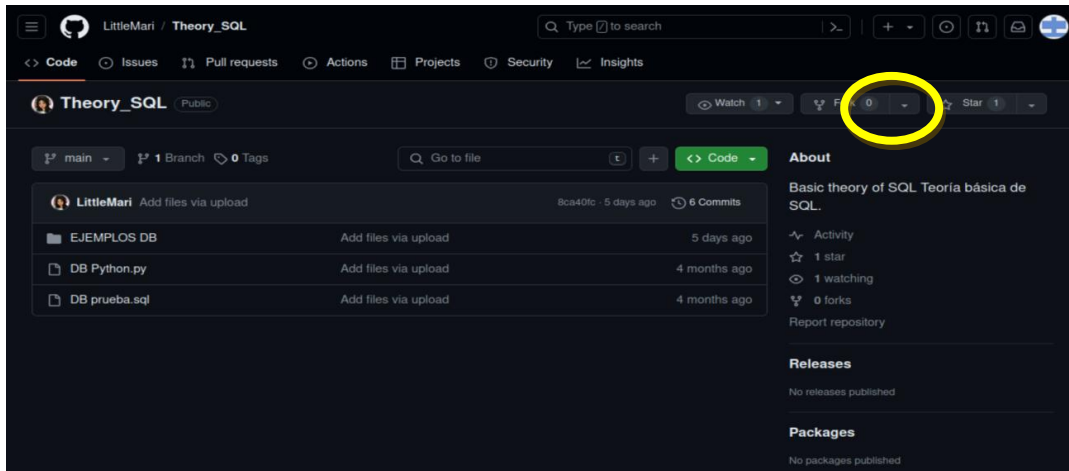 LittleMari / Theory_SQL
Type / to search
Code Issues Pull requests Actions Projects Security Insights
Theory_SQL Public
Watch 1
Fork 0
Star 1
main 1 Branch 0 Tags
Go to file t
Code
LittleMari Add files via upload 8ca40fc · 5 days ago 6 Commits
EJEMPLOS DB Add files via upload 5 days ago
DB Python.py Add files via upload 4 months ago
DB prueba.sql Add files via upload 4 months ago
About
Basic theory of SQL Teoría básica de
SQL.
Activity
1 star
1 watching
0 forks
Report repository
Releases
No releases published
Packages
No packages published